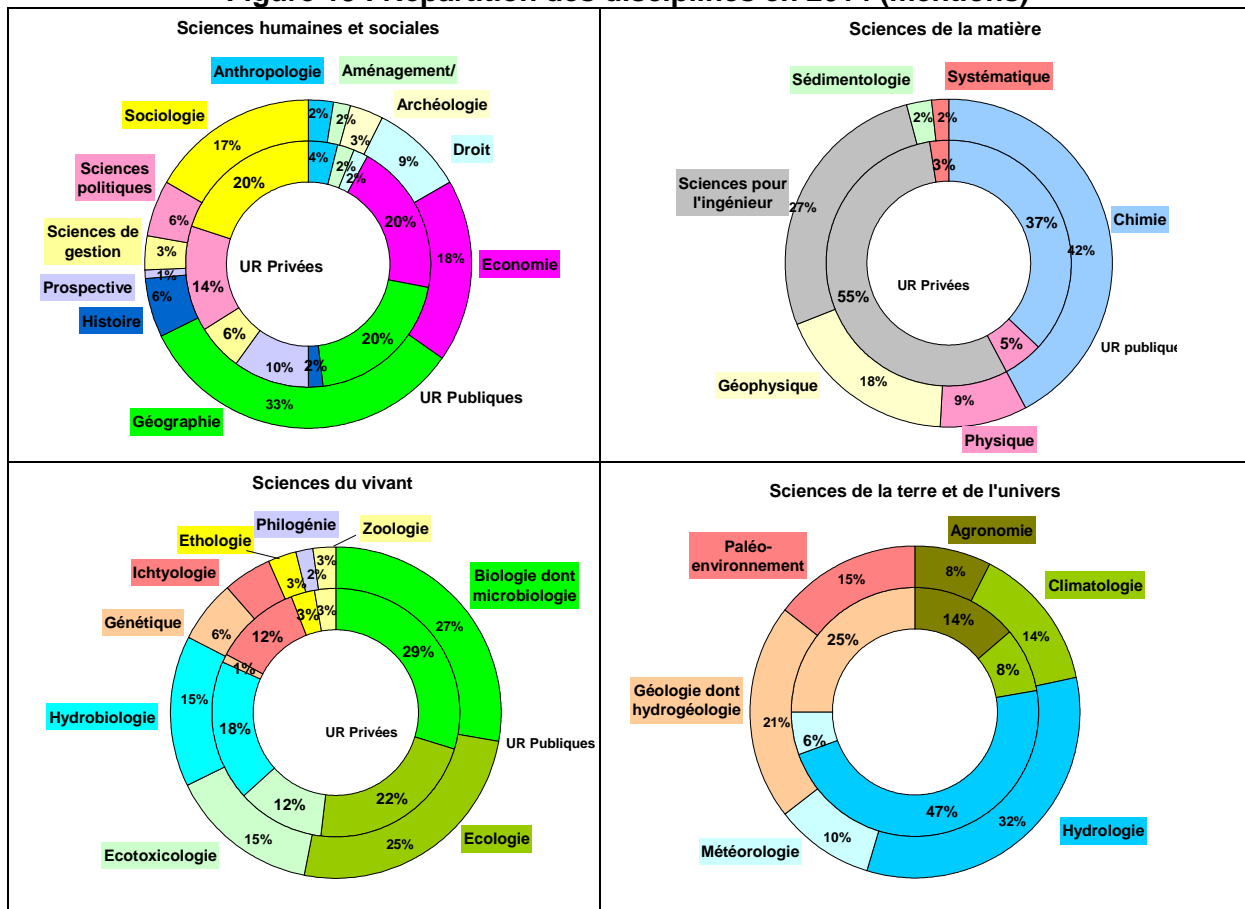 Sciences humaines et sociales
Anthropologie
Aménagement/
Archéologie
Droit
Economie
Géographie
Histoire
Prospective
Sciences de
gestion
Sciences
politiques
Sociologie
2%
2%
3%
9%
18%
33%
6%
1%
3%
6%
17%
4%
2%
2%
20%
20%
2%
10%
6%
14%
20%
UR Privées
UR Publiques
Sciences de la matière
Sédimentologie
Systématique
Chimie
Physique
Géophysique
Sciences pour
l'ingénieur
2%
2%
42%
9%
18%
27%
3%
37%
5%
55%
UR Privées
UR publique
Sciences du vivant
Philogénie
Zoologie
Ethologie
Ichtyologie
Génétique
Hydrobiologie
Ecotoxicologie
Ecologie
Biologie dont
microbiologie
3%
2%
3%
27%
25%
15%
15%
6%
3%
3%
29%
22%
12%
18%
1%
12%
UR Privées
UR Publiques
Sciences de la terre et de l'univers
Agronomie
Climatologie
Hydrologie
Météorologie
Géologie dont
hydrogéologie
Paléo-
environnement
8%
14%
32%
10%
21%
15%
14%
8%
47%
6%
25%